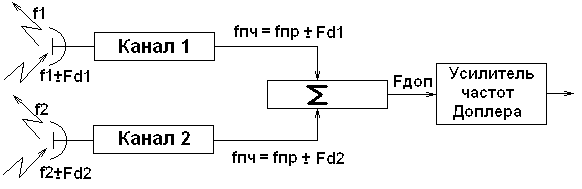 f1
Канал 1
fпч = fпр ± Fd1
f1±Fd1
Σ
Fдоп
Усилитель
частот
Доплера
f2
Канал 2
fпч = fпр ± Fd2
f2±Fd2